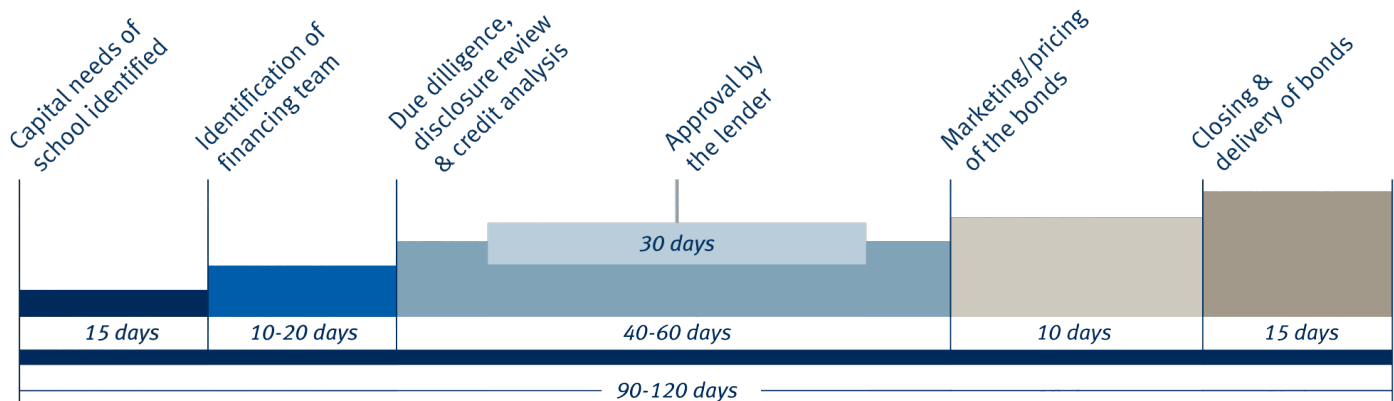 Capital needs of
school identified
Identification of
financing team
Due dilligence,
disclosure review
& credit analysis
Approval by
the lender
Marketing/pricing
of the bonds
Closing &
delivery of bonds
30 days
15 days
10-20 days
40-60 days
10 days
15 days
90-120 days